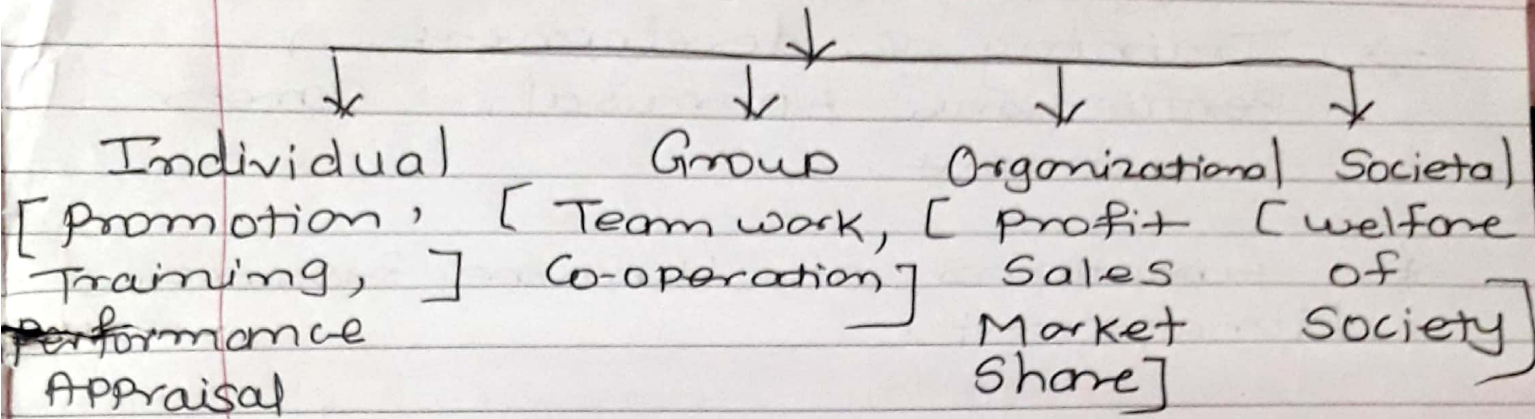 Individual Group Organizational Societal
[ Promotion, [ Team work, [ Profit [ welfare
Training, ] Co-operation ] Sales of
Performance Market Society ]
Appraisal Share ]